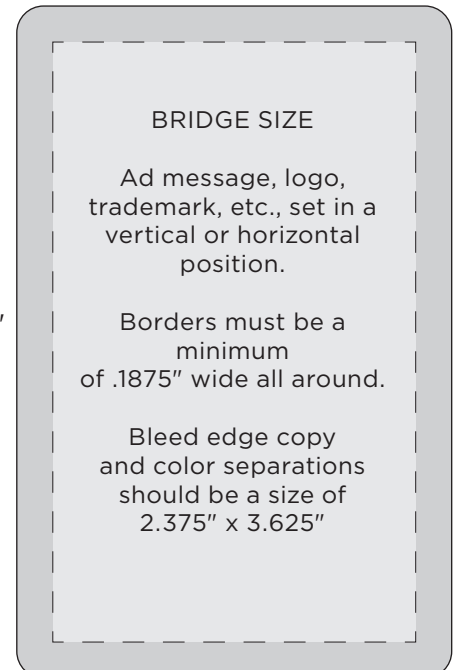 BRIDGE SIZE
Ad message, logo,
trademark, etc., set in a
vertical or horizontal
position.
"
Borders must be a
minimum
of .1875" wide all around.
Bleed edge copy
and color separations
should be a size of
2.375" x 3.625"